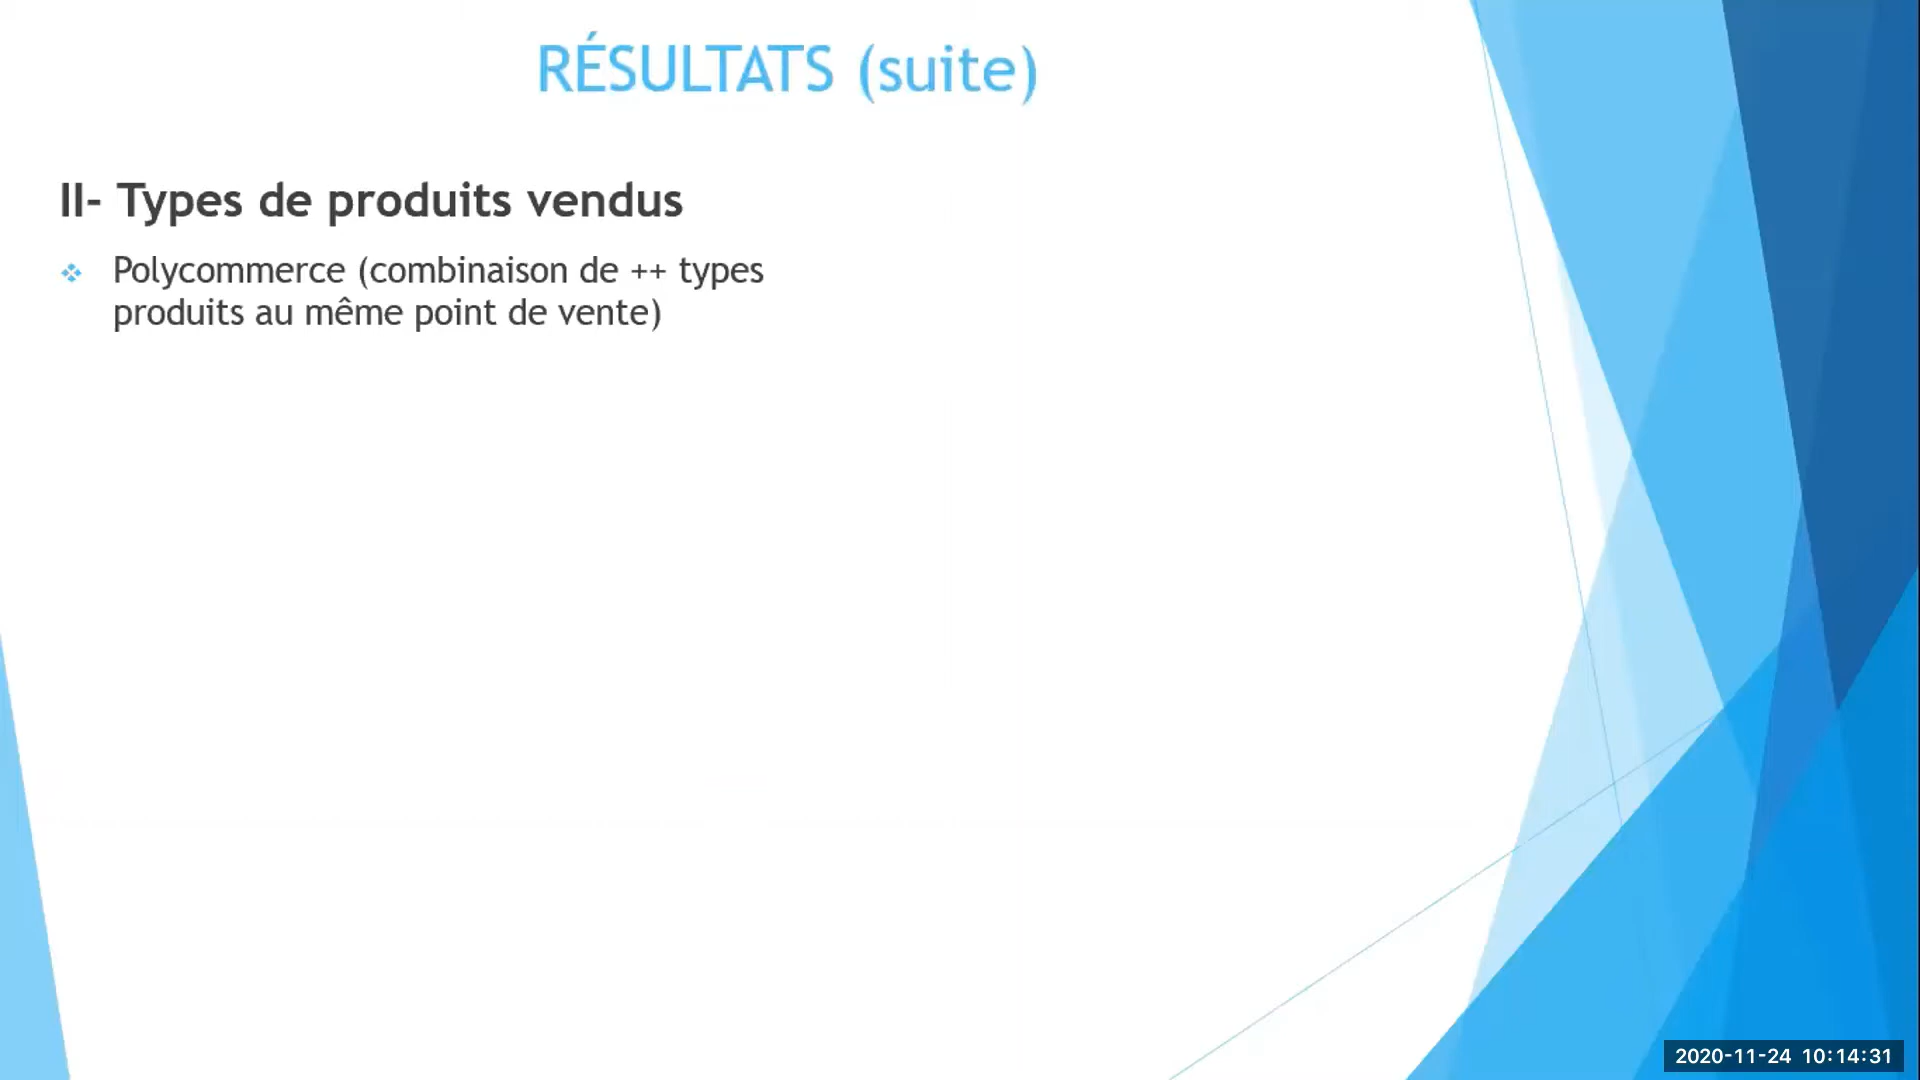 RÉSULTATS (suite)
II- Types de produits vendus
Polycommerce (combinaison de ++ types
produits au même point de vente)
2020-11-24 10:14:31